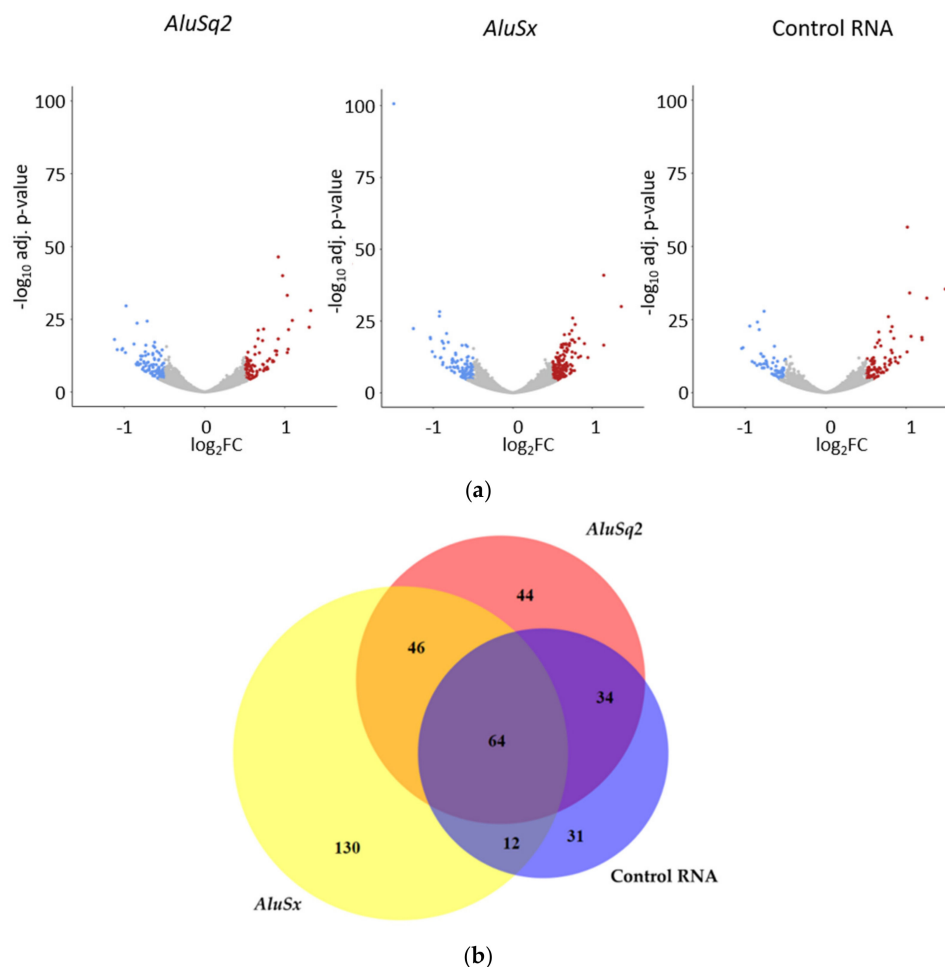 AluSq2
AluSx
Control RNA
-log10 adj. p-value
100
75
50
25
0
-1
0
1
log2FC
-log10 adj. p-value
100
75
50
25
0
-1
0
1
log2FC
-log10 adj. p-value
100
75
50
25
0
-1
0
1
log2FC
(a)
AluSq2
44
46
34
64
130
12
31
Control RNA
AluSx
(b)